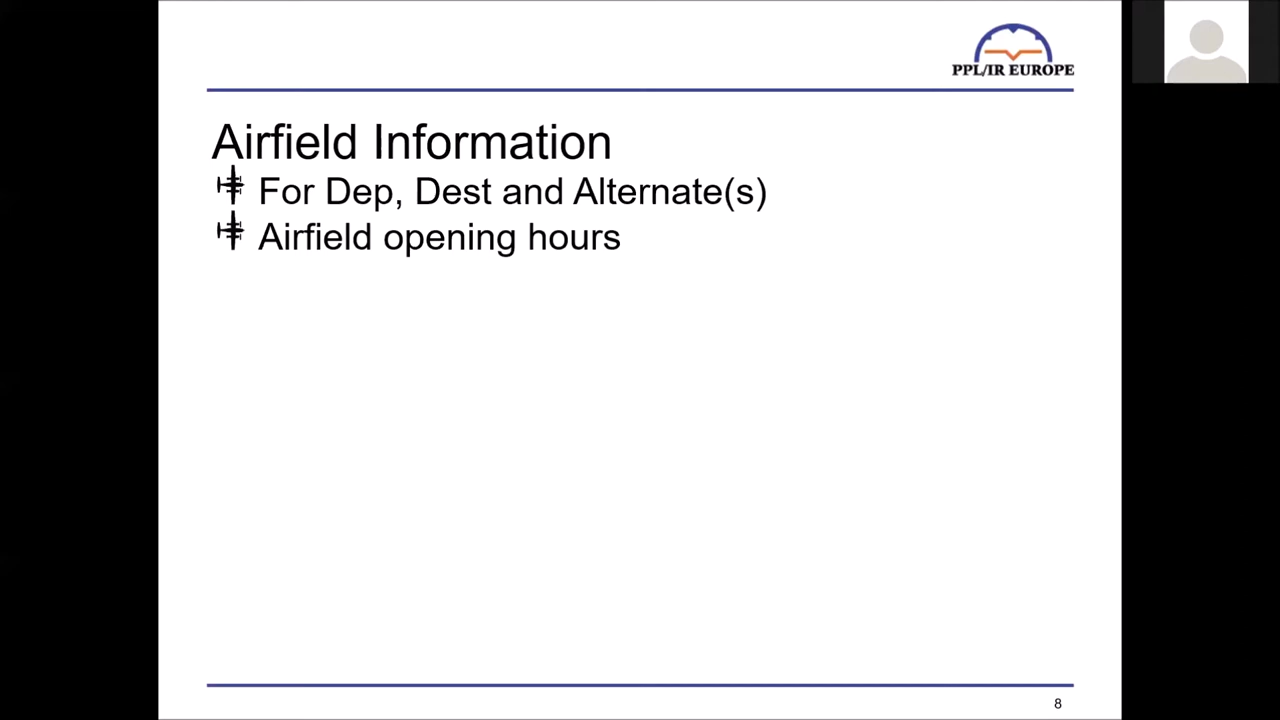 PPL/IR EUROPE
Airfield Information
For Dep, Dest and Alternate(s)
Airfield opening hours
8